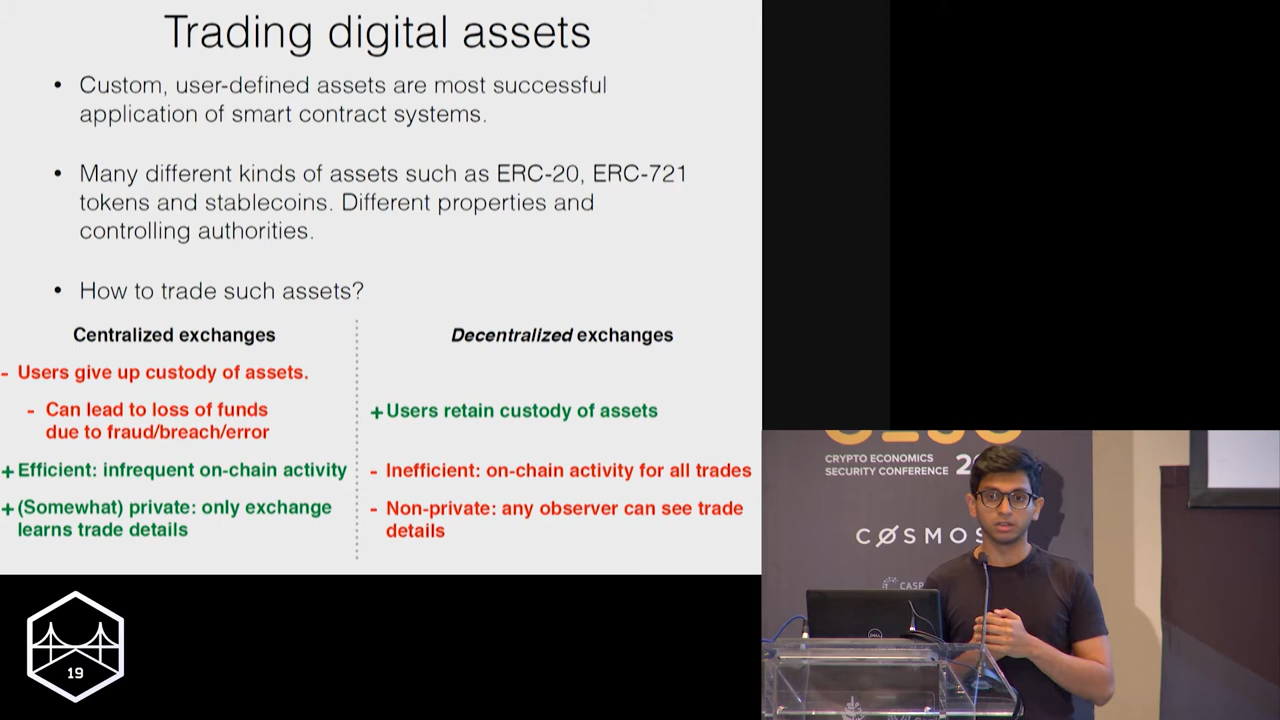 Trading digital assets
• Custom, user-defined assets are most successful
application of smart contract systems.
• Many different kinds of assets such as ERC-20, ERC-721
tokens and stablecoins. Different properties and
controlling authorities.
• How to trade such assets?
Centralized exchanges
- Users give up custody of assets.
- Can lead to loss of funds
due to fraud/breach/error
+ Efficient: infrequent on-chain activity
+ (Somewhat) private: only exchange
learns trade details
Decentralized exchanges
+ Users retain custody of assets
- Inefficient: on-chain activity for all trades
- Non-private: any observer can see trade
details
CRYPTO ECONOMICS
SECURITY CONFERENCE
COSMOS
CASP
DELL
19